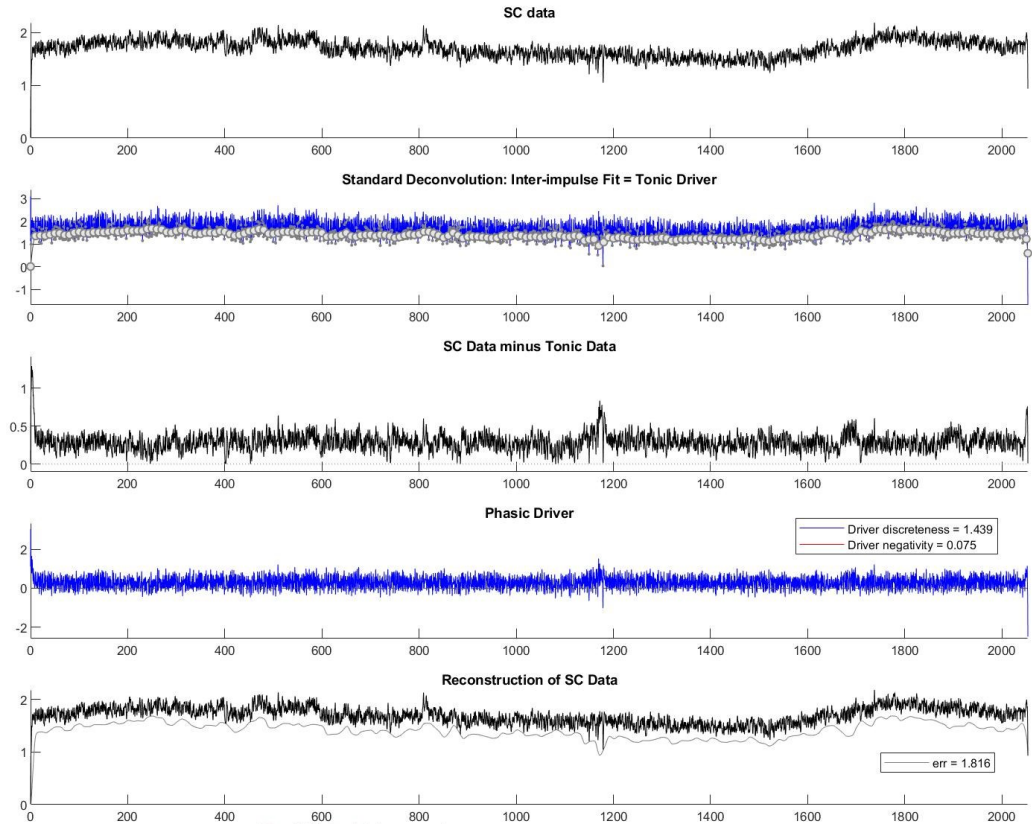 SC data
2
1
0
0 200 400 600 800 1000 1200 1400 1600 1800 2000
Standard Deconvolution: Inter-impulse Fit = Tonic Driver
3
2
1
0
-1
0 200 400 600 800 1000 1200 1400 1600 1800 2000
SC Data minus Tonic Data
1
0.5
0
0 200 400 600 800 1000 1200 1400 1600 1800 2000
Phasic Driver
Driver discreteness = 1.439
Driver negativity = 0.075
2
0
-2
0 200 400 600 800 1000 1200 1400 1600 1800 2000
Reconstruction of SC Data
2
1
err = 1.816
0
0 200 400 600 800 1000 1200 1400 1600 1800 2000